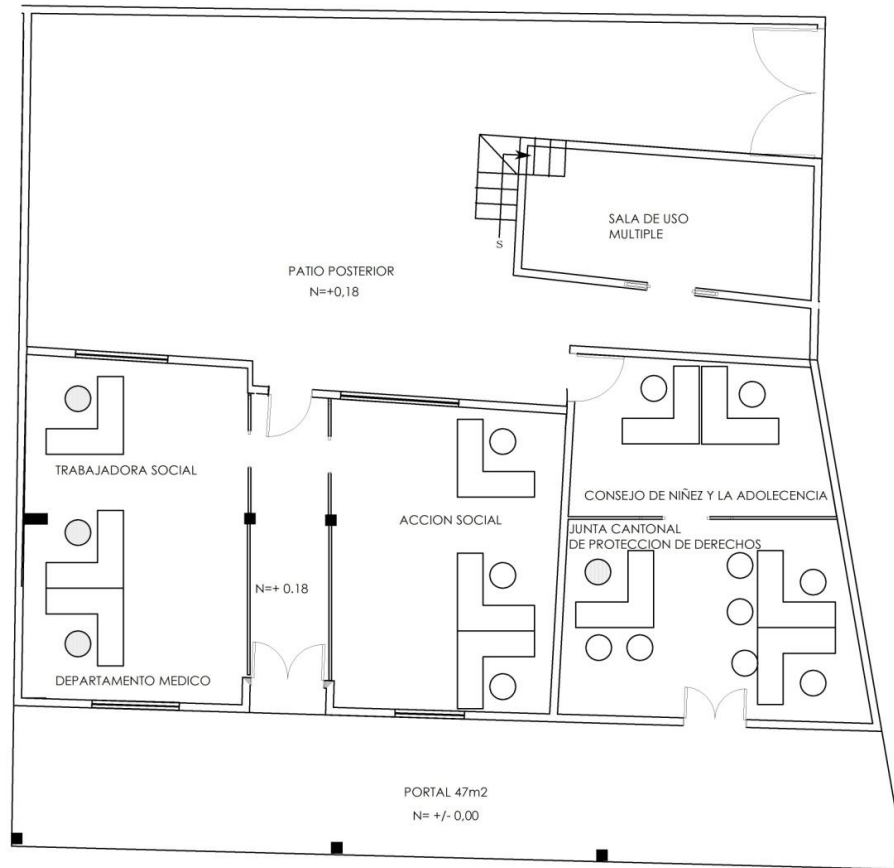 SALA DE USO
MULTIPLE
S
PATIO POSTERIOR
N=+0,18
TRABAJADORA SOCIAL
CONSEJO DE NIÑEZ Y LA ADOLECENCIA
ACCION SOCIAL
JUNTA CANTONAL
DE PROTECCION DE DERECHOS
N=+ 0.18
DEPARTAMENTO MEDICO
PORTAL 47m2
N= +/- 0,00